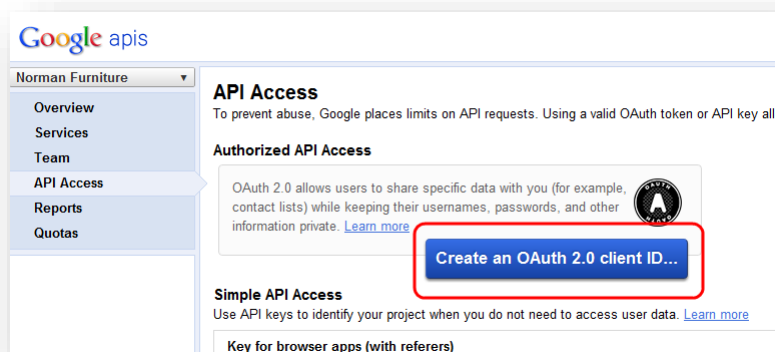 Google apis
Norman Furniture
Overview
Services
Team
API Access
Reports
Quotas
API Access
To prevent abuse, Google places limits on API requests. Using a valid OAuth token or API key all
Authorized API Access
OAuth 2.0 allows users to share specific data with you (for example,
contact lists) while keeping their usernames, passwords, and other
information private. Learn more
OAUTH
A
Create an OAuth 2.0 client ID...
Simple API Access
Use API keys to identify your project when you do not need to access user data. Learn more
Key for browser apps (with referers)